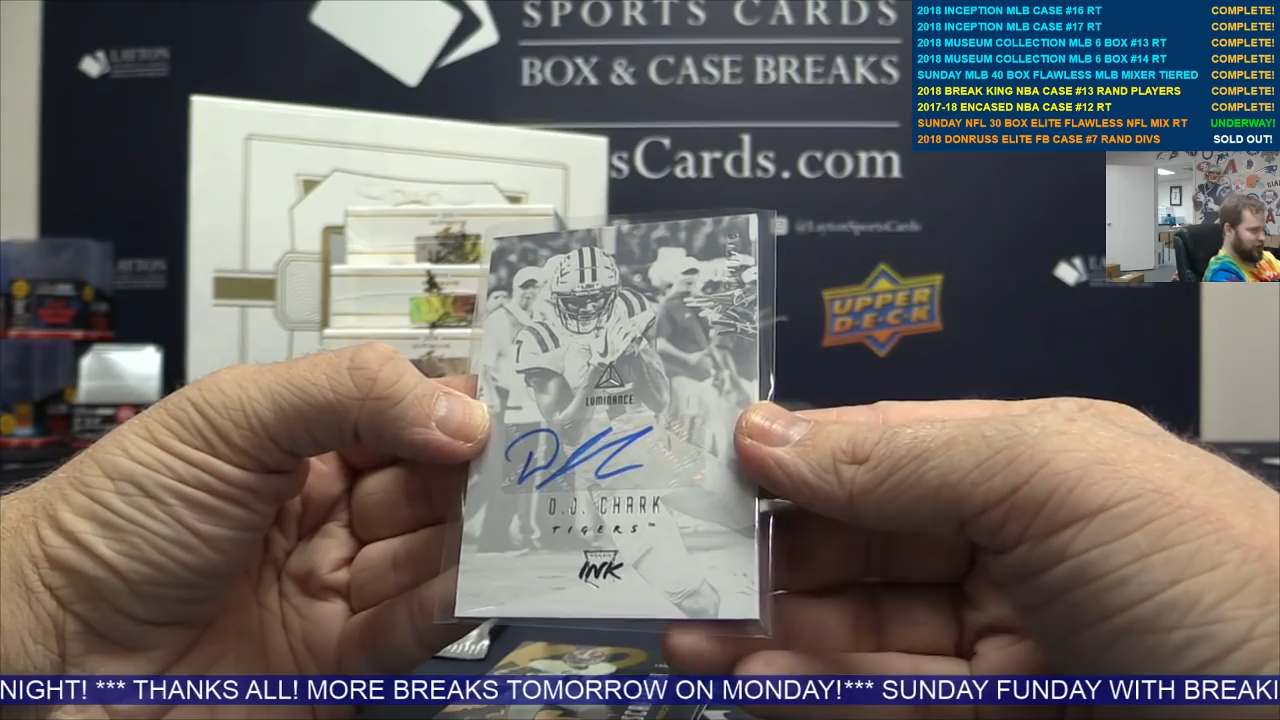 SPORTS CARDS
BOX & CASE BREAKS
sCards.com
LAYTON
@LaytonSportsCards
UPPER
DECK
2018 INCEPTION MLB CASE #16 RT COMPLETE!
2018 INCEPTION MLB CASE #17 RT COMPLETE!
2018 MUSEUM COLLECTION MLB 6 BOX #13 RT COMPLETE!
2018 MUSEUM COLLECTION MLB 6 BOX #14 RT COMPLETE!
SUNDAY MLB 40 BOX FLAWLESS MLB MIXER TIERED COMPLETE!
2018 BREAK KING NBA CASE #13 RAND PLAYERS COMPLETE!
2017-18 ENCASED NBA CASE #12 RT COMPLETE!
SUNDAY NFL 30 BOX ELITE FLAWLESS NFL MIX RT UNDERWAY!
2018 DONRUSS ELITE FB CASE #7 RAND DIVS SOLD OUT!
LUMINANCE
D.J. CHARK
TIGERS™
INK
NIGHT! *** THANKS ALL! MORE BREAKS TOMORROW ON MONDAY!*** SUNDAY FUNDAY WITH BREAKI